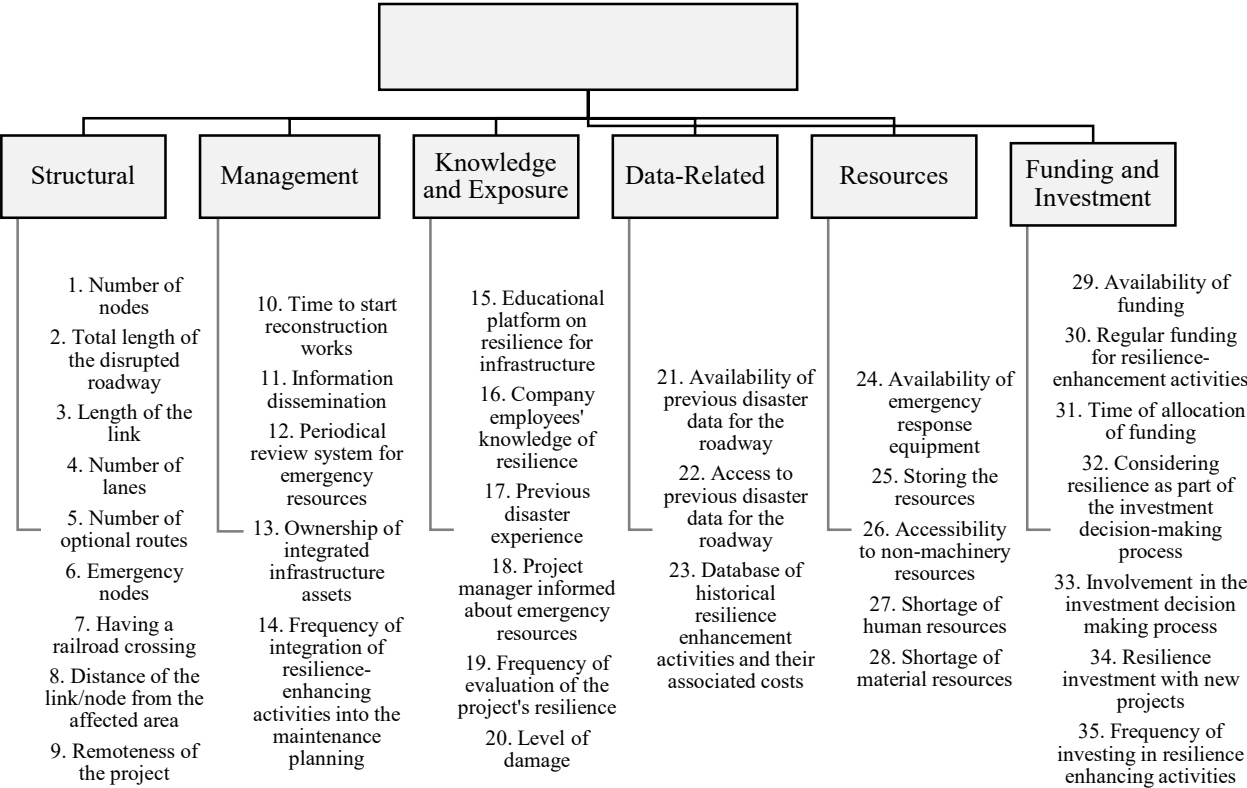 Structural
Management
Knowledge
and Exposure
Data-Related
Resources
Funding and
Investment
1. Number of
nodes
2. Total length of
the disrupted
roadway
3. Length of the
link
4. Number of
lanes
5. Number of
optional routes
6. Emergency
nodes
7. Having a
railroad crossing
8. Distance of the
link/node from the
affected area
9. Remoteness of
the project
10. Time to start
reconstruction
works
11. Information
dissemination
12. Periodical
review system for
emergency
resources
13. Ownership of
integrated
infrastructure
assets
14. Frequency of
integration of
resilience-
enhancing
activities into the
maintenance
planning
15. Educational
platform on
resilience for
infrastructure
16. Company
employees'
knowledge of
resilience
17. Previous
disaster
experience
18. Project
manager informed
about emergency
resources
19. Frequency of
evaluation of the
project's resilience
20. Level of
damage
21. Availability of
previous disaster
data for the
roadway
22. Access to
previous disaster
data for the
roadway
23. Database of
historical
resilience
enhancement
activities and their
associated costs
24. Availability of
emergency
response
equipment
25. Storing the
resources
26. Accessibility
to non-machinery
resources
27. Shortage of
human resources
28. Shortage of
material resources
29. Availability of
funding
30. Regular funding
for resilience-
enhancement activities
31. Time of allocation
of funding
32. Considering
resilience as part of
the investment
decision-making
process
33. Involvement in the
investment decision
making process
34. Resilience
investment with new
projects
35. Frequency of
investing in resilience
enhancing activities